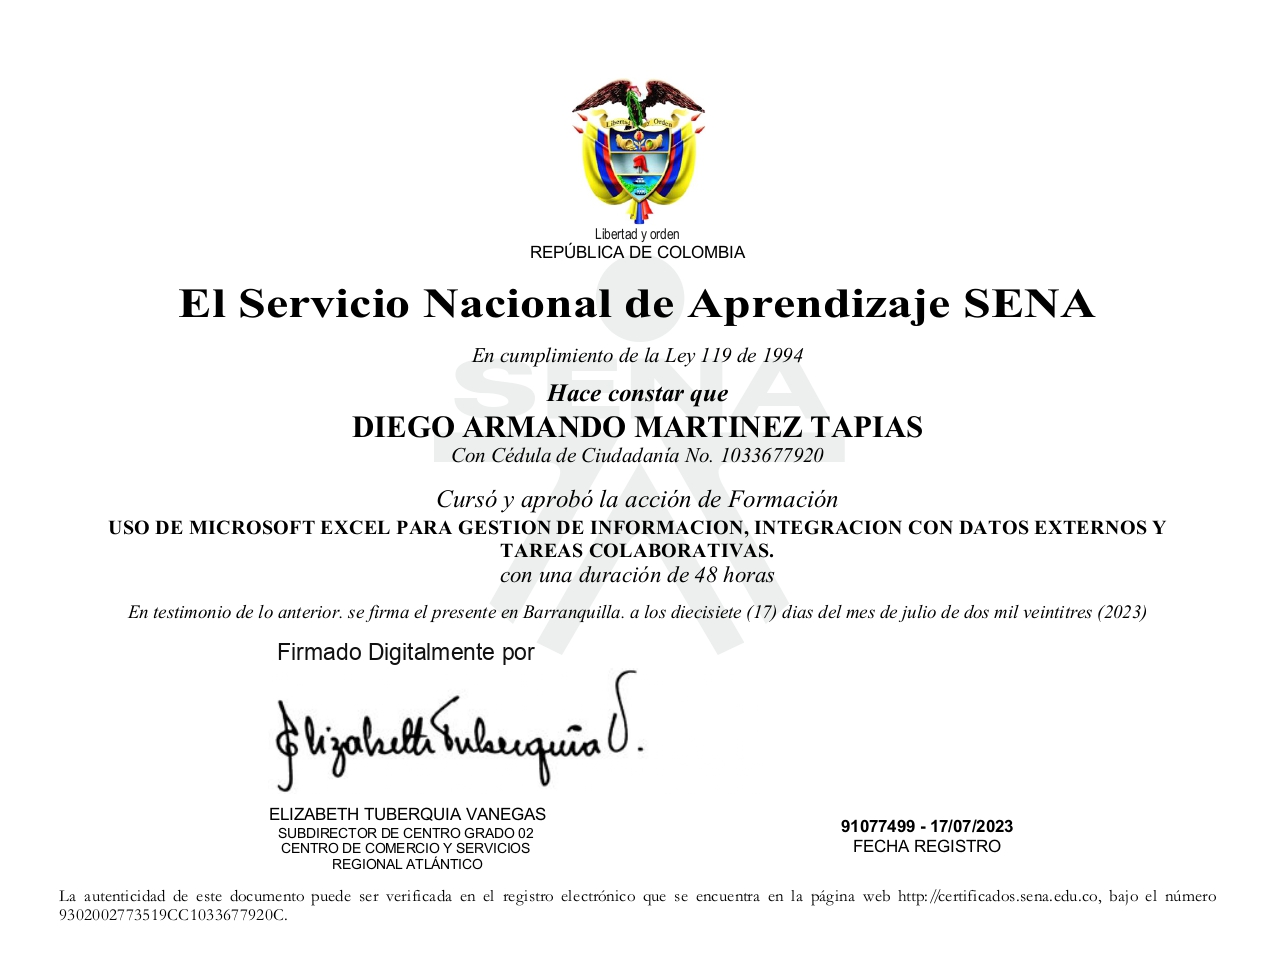 Libertad y Orden
Libertad y orden
REPÚBLICA DE COLOMBIA
El Servicio Nacional de Aprendizaje SENA
En cumplimiento de la Ley 119 de 1994
SENA
Hace constar que
DIEGO ARMANDO MARTINEZ TAPIAS
Con Cédula de Ciudadanía No. 1033677920
Cursó y aprobó la acción de Formación
USO DE MICROSOFT EXCEL PARA GESTION DE INFORMACION, INTEGRACION CON DATOS EXTERNOS Y
TAREAS COLABORATIVAS.
con una duración de 48 horas
En testimonio de lo anterior. se firma el presente en Barranquilla. a los diecisiete (17) dias del mes de julio de dos mil veintitres (2023)
Firmado Digitalmente por
Elizabeth Tuberquia V.
ELIZABETH TUBERQUIA VANEGAS
SUBDIRECTOR DE CENTRO GRADO 02
CENTRO DE COMERCIO Y SERVICIOS
REGIONAL ATLÁNTICO
91077499 - 17/07/2023
FECHA REGISTRO
La autenticidad de este documento puede ser verificada en el registro electrónico que se encuentra en la página web http://certificados.sena.edu.co, bajo el número
9302002773519CC1033677920C.